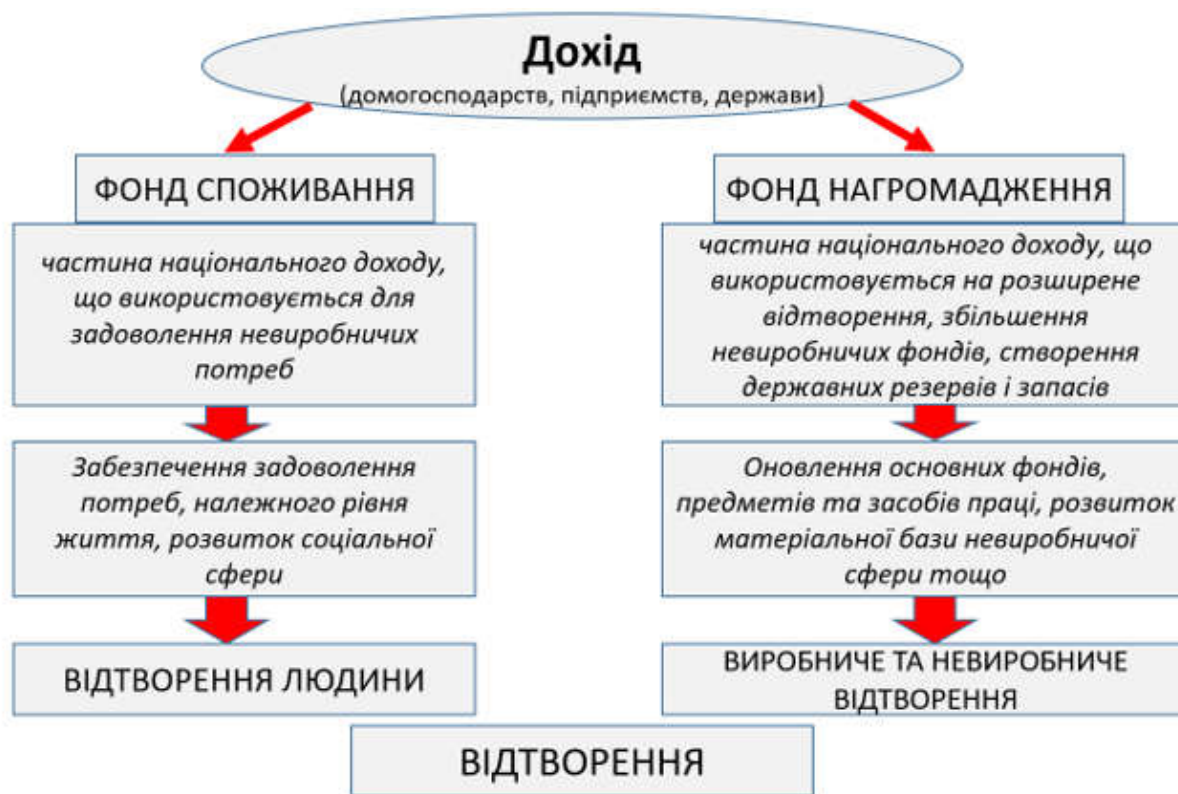 Дохід
(домогосподарств, підприємств, держави)
ФОНД СПОЖИВАННЯ
частина національного доходу,
що використовується для
задоволення невиробничих
потреб
Забезпечення задоволення
потреб, належного рівня
життя, розвиток соціальної
сфери
ВІДТВОРЕННЯ ЛЮДИНИ
ФОНД НАГРОМАДЖЕННЯ
частина національного доходу, що
використовується на розширене
відтворення, збільшення
невиробничих фондів, створення
державних резервів і запасів
Оновлення основних фондів,
предметів та засобів праці, розвиток
матеріальної бази невиробничої
сфери тощо
ВИРОБНИЧЕ ТА НЕВИРОБНИЧЕ
ВІДТВОРЕННЯ
ВІДТВОРЕННЯ